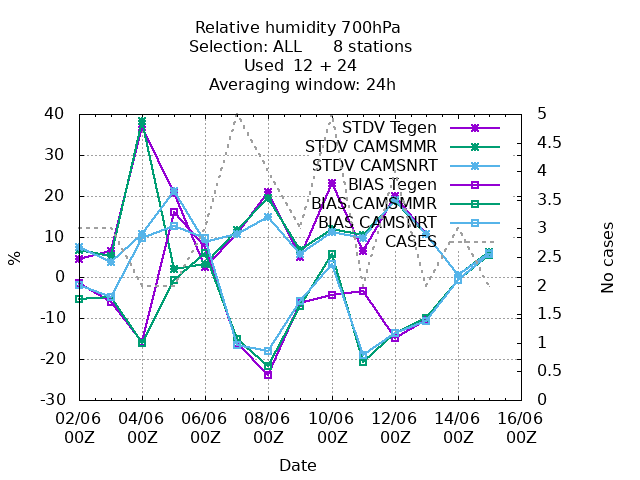 Relative humidity 700hPa
Selection: ALL 8 stations
Used 12 + 24
Averaging window: 24h
STDV Tegen
STDV CAMSMMR
STDV CAMSNRT
BIAS Tegen
BIAS CAMSMMR
BIAS CAMSNRT
CASES
40
30
20
10
0
-10
-20
-30
%
5
4.5
4
3.5
3
2.5
2
1.5
1
0.5
0
No cases
02/06 04/06 06/06 08/06 10/06 12/06 14/06 16/06
00Z 00Z 00Z 00Z 00Z 00Z 00Z 00Z
Date